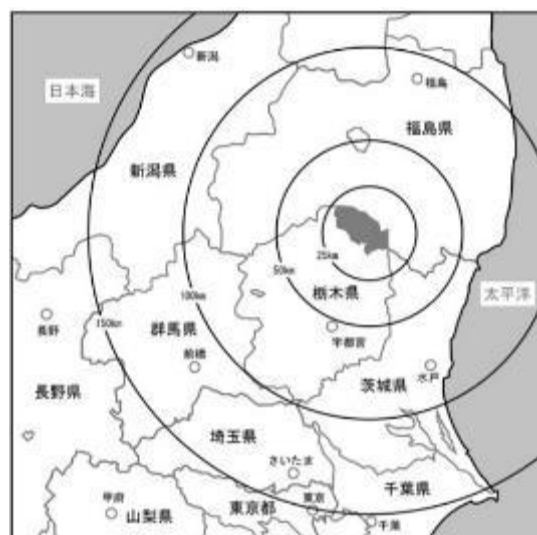 新潟
日本海
福島
福島県
新潟県
25km
50km
100km
150km
栃木県
太平洋
長野
群馬県
宇都宮
前橋
水戸
長野県
茨城県
埼玉県
さいたま
千葉県
甲府
山梨県
東京都
東京
千葉